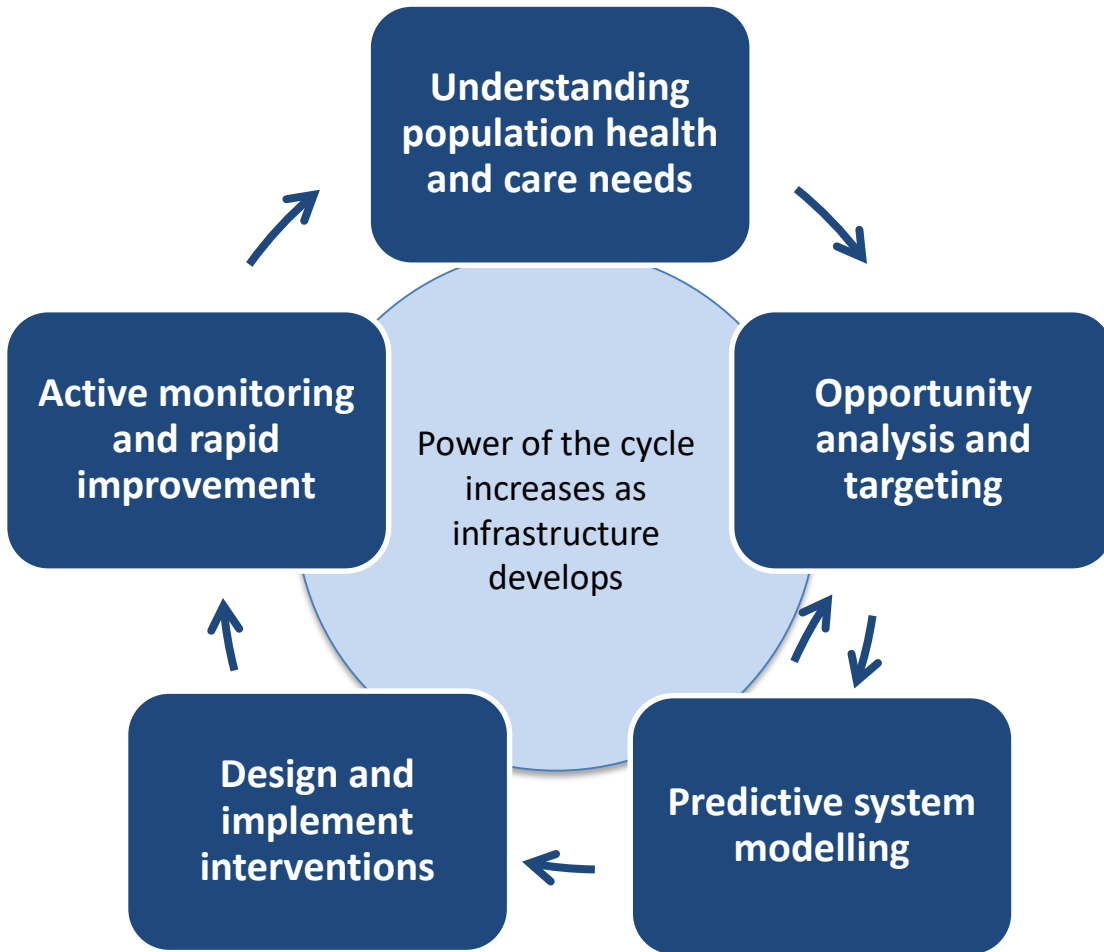 Understanding
population health
and care needs
Opportunity
analysis and
targeting
Predictive system
modelling
Design and
implement
interventions
Active monitoring
and rapid
improvement
Power of the cycle
increases as
infrastructure
develops